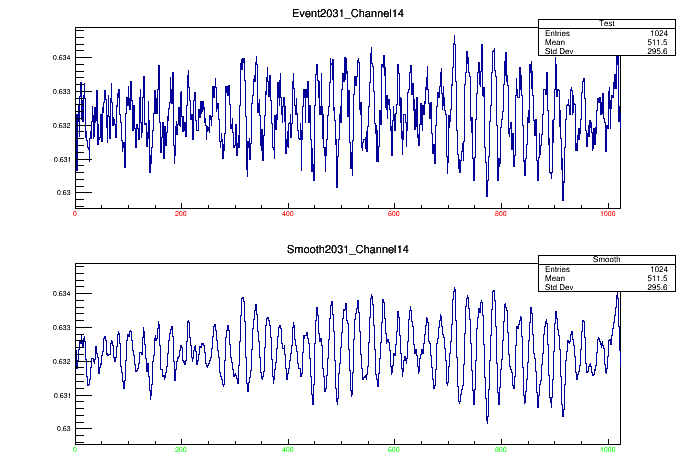 Event2031_Channel14
Test
Entries 1024
Mean 511.5
Std Dev 295.6
0.634
0.633
0.632
0.631
0.63
0 200 400 600 800 1000
Smooth2031_Channel14
Smooth
Entries 1024
Mean 511.5
Std Dev 295.6
0.634
0.633
0.632
0.631
0.63
0 200 400 600 800 1000